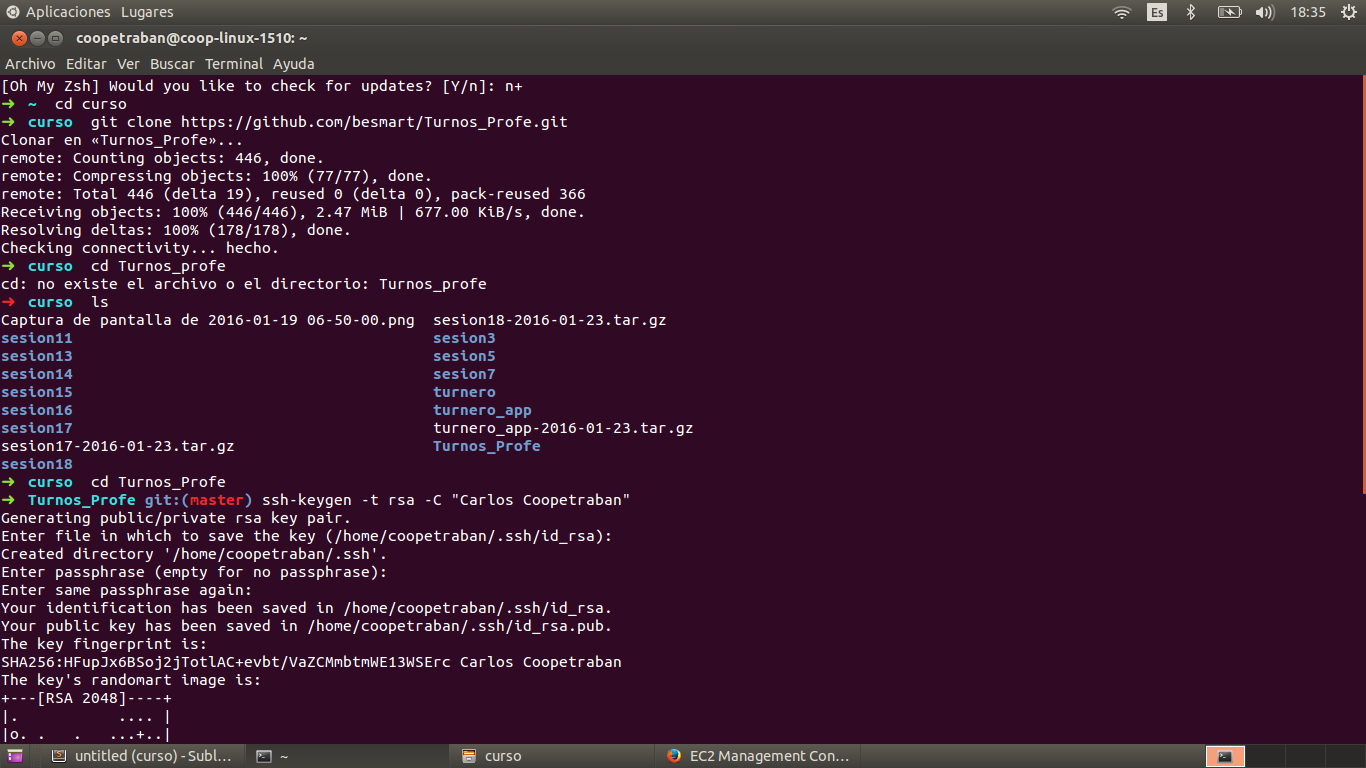 Aplicaciones Lugares Es 18:35
coopetraban@coop-linux-1510: ~
Archivo Editar Ver Buscar Terminal Ayuda
[Oh My Zsh] Would you like to check for updates? [Y/n]: n+
➜ ~ cd curso
➜ curso git clone https://github.com/besmart/Turnos_Profe.git
Clonar en «Turnos_Profe»...
remote: Counting objects: 446, done.
remote: Compressing objects: 100% (77/77), done.
remote: Total 446 (delta 19), reused 0 (delta 0), pack-reused 366
Receiving objects: 100% (446/446), 2.47 MiB | 677.00 KiB/s, done.
Resolving deltas: 100% (178/178), done.
Checking connectivity... hecho.
➜ curso cd Turnos_profe
cd: no existe el archivo o el directorio: Turnos_profe
➜ curso ls
Captura de pantalla de 2016-01-19 06-50-00.png sesion18-2016-01-23.tar.gz
sesion11 sesion3
sesion13 sesion5
sesion14 sesion7
sesion15 turnero
sesion16 turnero_app
sesion17 turnero_app-2016-01-23.tar.gz
sesion17-2016-01-23.tar.gz Turnos_Profe
sesion18
➜ curso cd Turnos_Profe
➜ Turnos_Profe git:(master) ssh-keygen -t rsa -C "Carlos Coopetraban"
Generating public/private rsa key pair.
Enter file in which to save the key (/home/coopetraban/.ssh/id_rsa):
Created directory '/home/coopetraban/.ssh'.
Enter passphrase (empty for no passphrase):
Enter same passphrase again:
Your identification has been saved in /home/coopetraban/.ssh/id_rsa.
Your public key has been saved in /home/coopetraban/.ssh/id_rsa.pub.
The key fingerprint is:
SHA256:HFupJx6BSoj2jTotlAC+evbt/VaZCMmbtmWE13WSErc Carlos Coopetraban
The key's randomart image is:
+---[RSA 2048]----+
|.           .... |
|o. .   .   ...+..|
untitled (curso) - Subl... ~ curso EC2 Management Con...